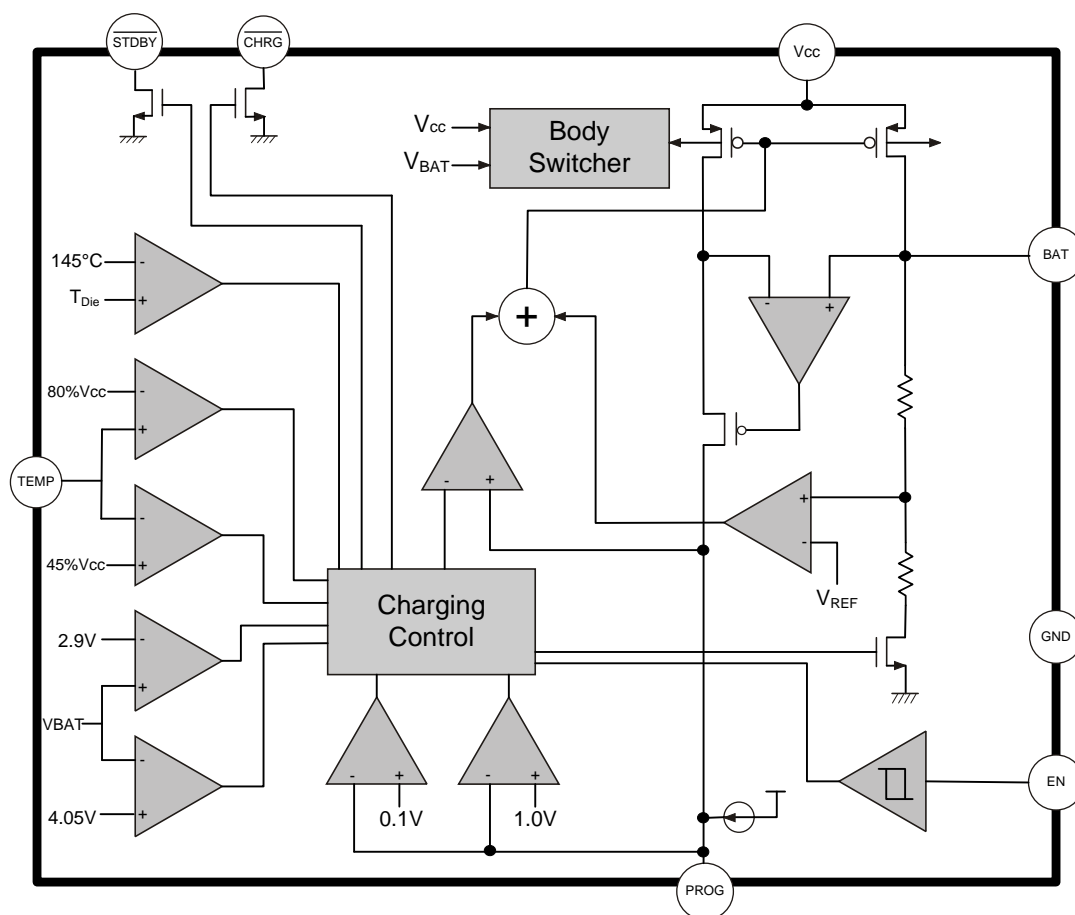 STDBY
CHRG
Vcc
Vcc
VBAT
Body
Switcher
145°C
-
TDie
+
80%Vcc
-
+
TEMP
-
45%Vcc
+
2.9V
-
+
VBAT
-
4.05V
+
+
-
+
BAT
-
+
+
-
VREF
Charging
Control
GND
-
+
0.1V
-
+
1.0V
EN
PROG